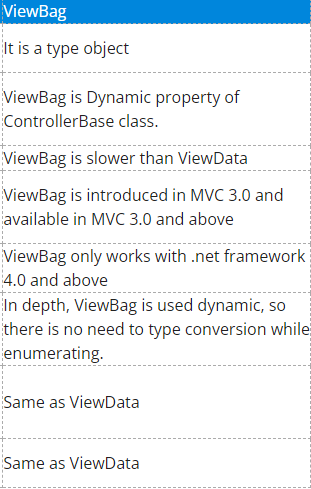 ViewBag
It is a type object
ViewBag is Dynamic property of
ControllerBase class.
ViewBag is slower than ViewData
ViewBag is introduced in MVC 3.0 and
available in MVC 3.0 and above
ViewBag only works with .net framework
4.0 and above
In depth, ViewBag is used dynamic, so
there is no need to type conversion while
enumerating.
Same as ViewData
Same as ViewData